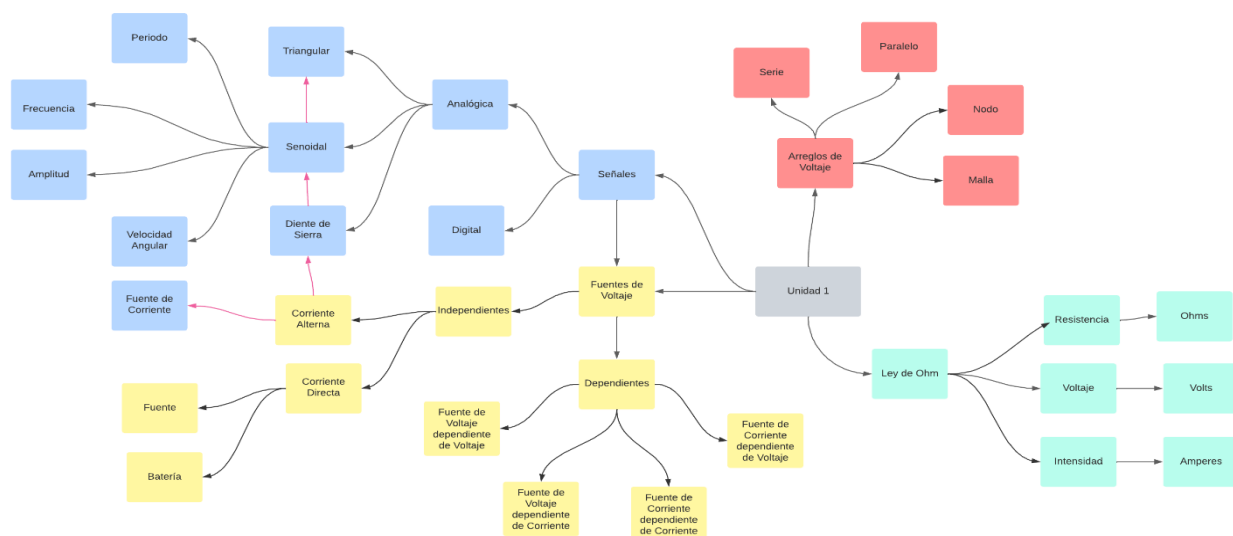 Periodo
Triangular
Paralelo
Serie
Frecuencia
Analógica
Nodo
Senoidal
Arreglos de
Voltaje
Amplitud
Señales
Malla
Velocidad
Angular
Diente de
Sierra
Digital
Fuente de
Corriente
Corriente
Alterna
Independientes
Fuentes de
Voltaje
Unidad 1
Resistencia
Ohms
Ley de Ohm
Corriente
Directa
Dependientes
Voltaje
Volts
Fuente
Fuente de
Voltaje
dependiente
de Voltaje
Fuente de
Corriente
dependiente
de Voltaje
Batería
Intensidad
Amperes
Fuente de
Voltaje
dependiente
de Corriente
Fuente de
Corriente
dependiente
de Corriente